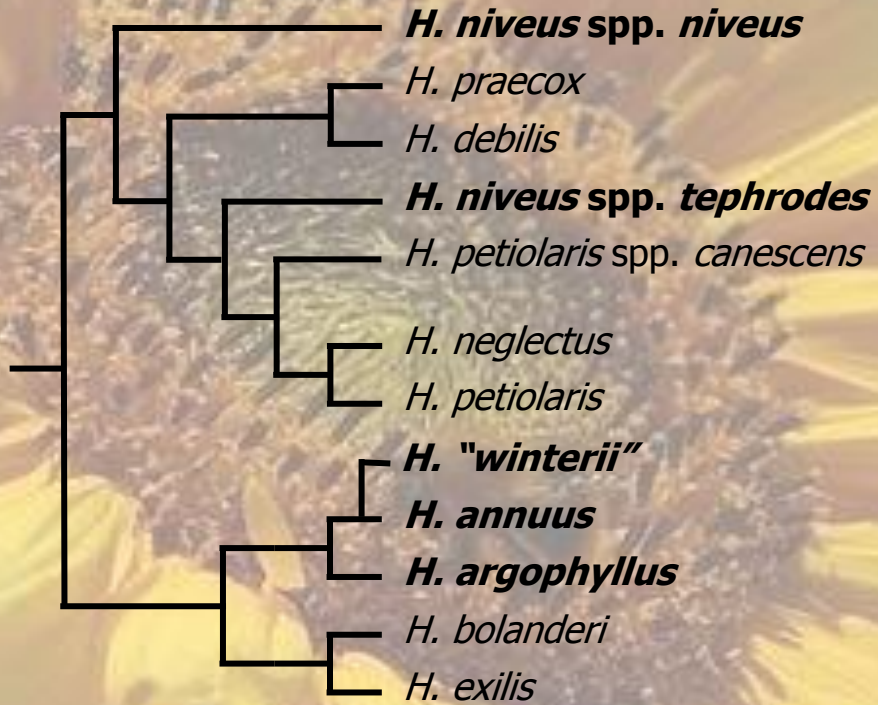 H. niveus spp. niveus
H. praecox
H. debilis
H. niveus spp. tephrodes
H. petiolaris spp. canescens
H. neglectus
H. petiolaris
H. “winterii”
H. annuus
H. argophyllus
H. bolanderi
H. exilis